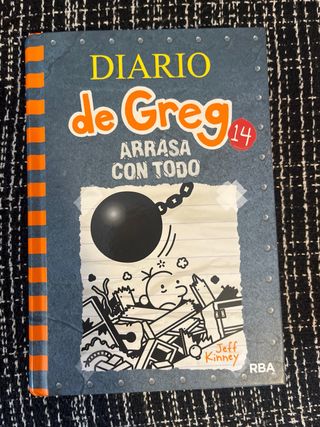 DIARIO
de Greg
14
ARRASA
CON TODO
Jeff
Kinney
RBA